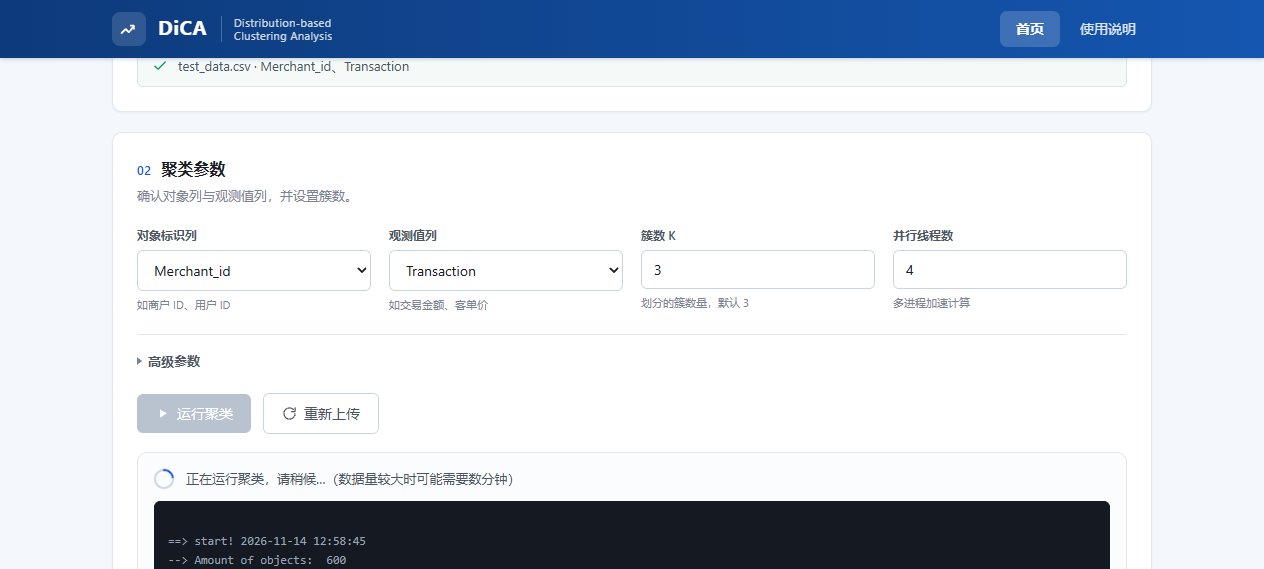 DiCA
Distribution-based
Clustering Analysis
首页
使用说明
test_data.csv · Merchant_id、Transaction
02 聚类参数
确认对象列与观测值列，并设置簇数。
对象标识列
观测值列
簇数 K
并行线程数
Merchant_id
Transaction
3
4
如商户 ID、用户 ID
如交易金额、客单价
划分的簇数量，默认 3
多进程加速计算
高级参数
运行聚类
重新上传
正在运行聚类，请稍候...（数据量较大时可能需要数分钟）
==> start! 2026-11-14 12:58:45
--> Amount of objects:  600